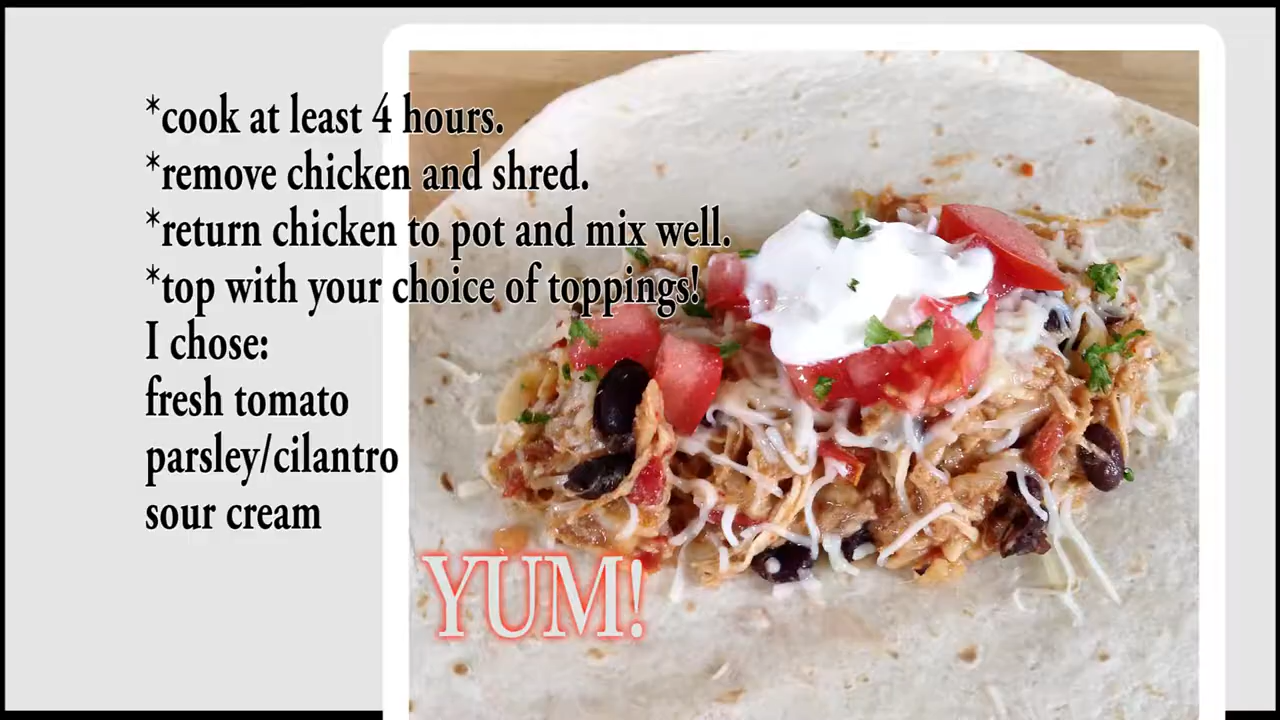 *cook at least 4 hours.
*remove chicken and shred.
*return chicken to pot and mix well.
*top with your choice of toppings!
I chose:
fresh tomato
parsley/cilantro
sour cream
YUM!